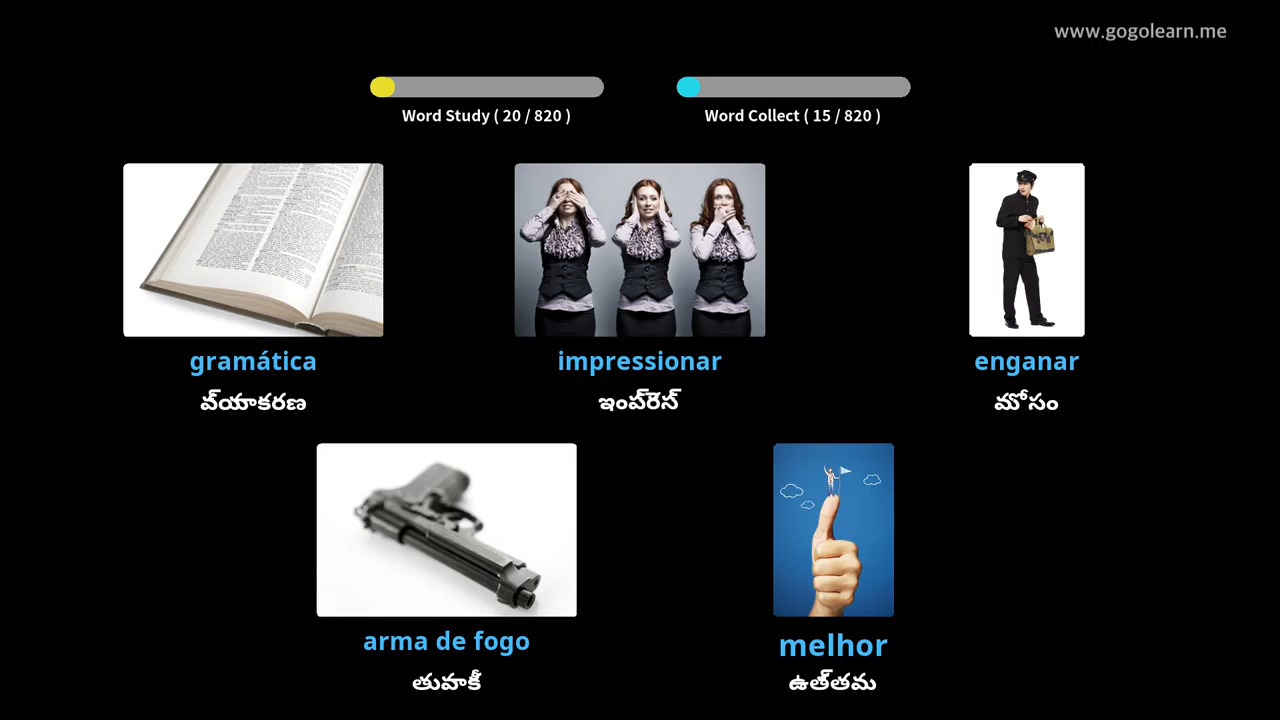 www.gogolearn.me
Word Study ( 20 / 820 )
Word Collect ( 15 / 820 )
gramática
impressionar
enganar
వ్యాకరణ
ఇంప్రెస్
మోసం
arma de fogo
melhor
తుపాకీ
ఉత్తమ